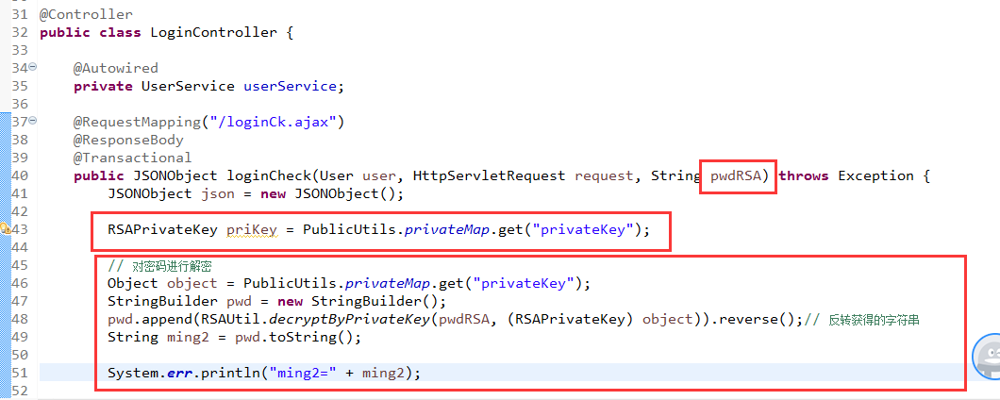 31 @Controller
32 public class LoginController {
33
34 @Autowired
35 private UserService userService;
36
37 @RequestMapping("/loginCk.ajax")
38 @ResponseBody
39 @Transactional
40 public JSONObject loginCheck(User user, HttpServletRequest request, String pwdRSA) throws Exception {
41 JSONObject json = new JSONObject();
42
43 RSAPrivateKey priKey = PublicUtils.privateMap.get("privateKey");
44
45 // 对密码进行解密
46 Object object = PublicUtils.privateMap.get("privateKey");
47 StringBuilder pwd = new StringBuilder();
48 pwd.append(RSAUtil.decryptByPrivateKey(pwdRSA, (RSAPrivateKey) object)).reverse();// 反转获得的字符串
49 String ming2 = pwd.toString();
50
51 System.err.println("ming2=" + ming2);
52